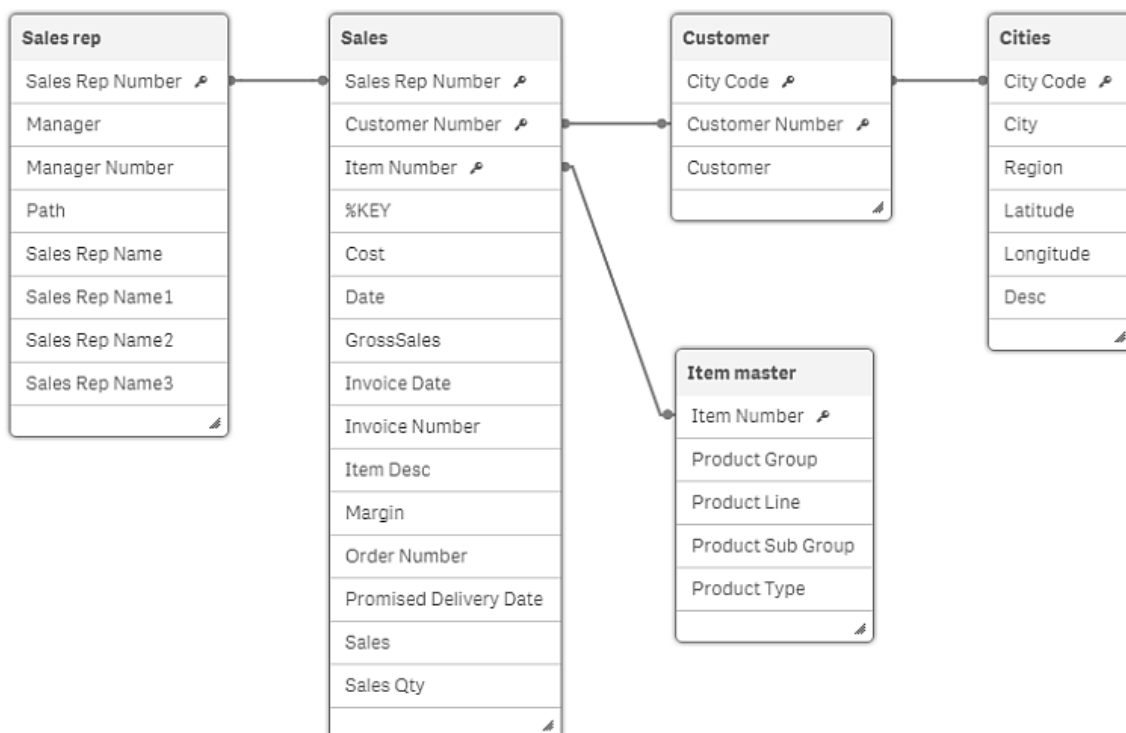 Sales rep
Sales Rep Number
Manager
Manager Number
Path
Sales Rep Name
Sales Rep Name1
Sales Rep Name2
Sales Rep Name3
Sales
Sales Rep Number
Customer Number
Item Number
%KEY
Cost
Date
GrossSales
Invoice Date
Invoice Number
Item Desc
Margin
Order Number
Promised Delivery Date
Sales
Sales Qty
Customer
City Code
Customer Number
Customer
Item master
Item Number
Product Group
Product Line
Product Sub Group
Product Type
Cities
City Code
City
Region
Latitude
Longitude
Desc